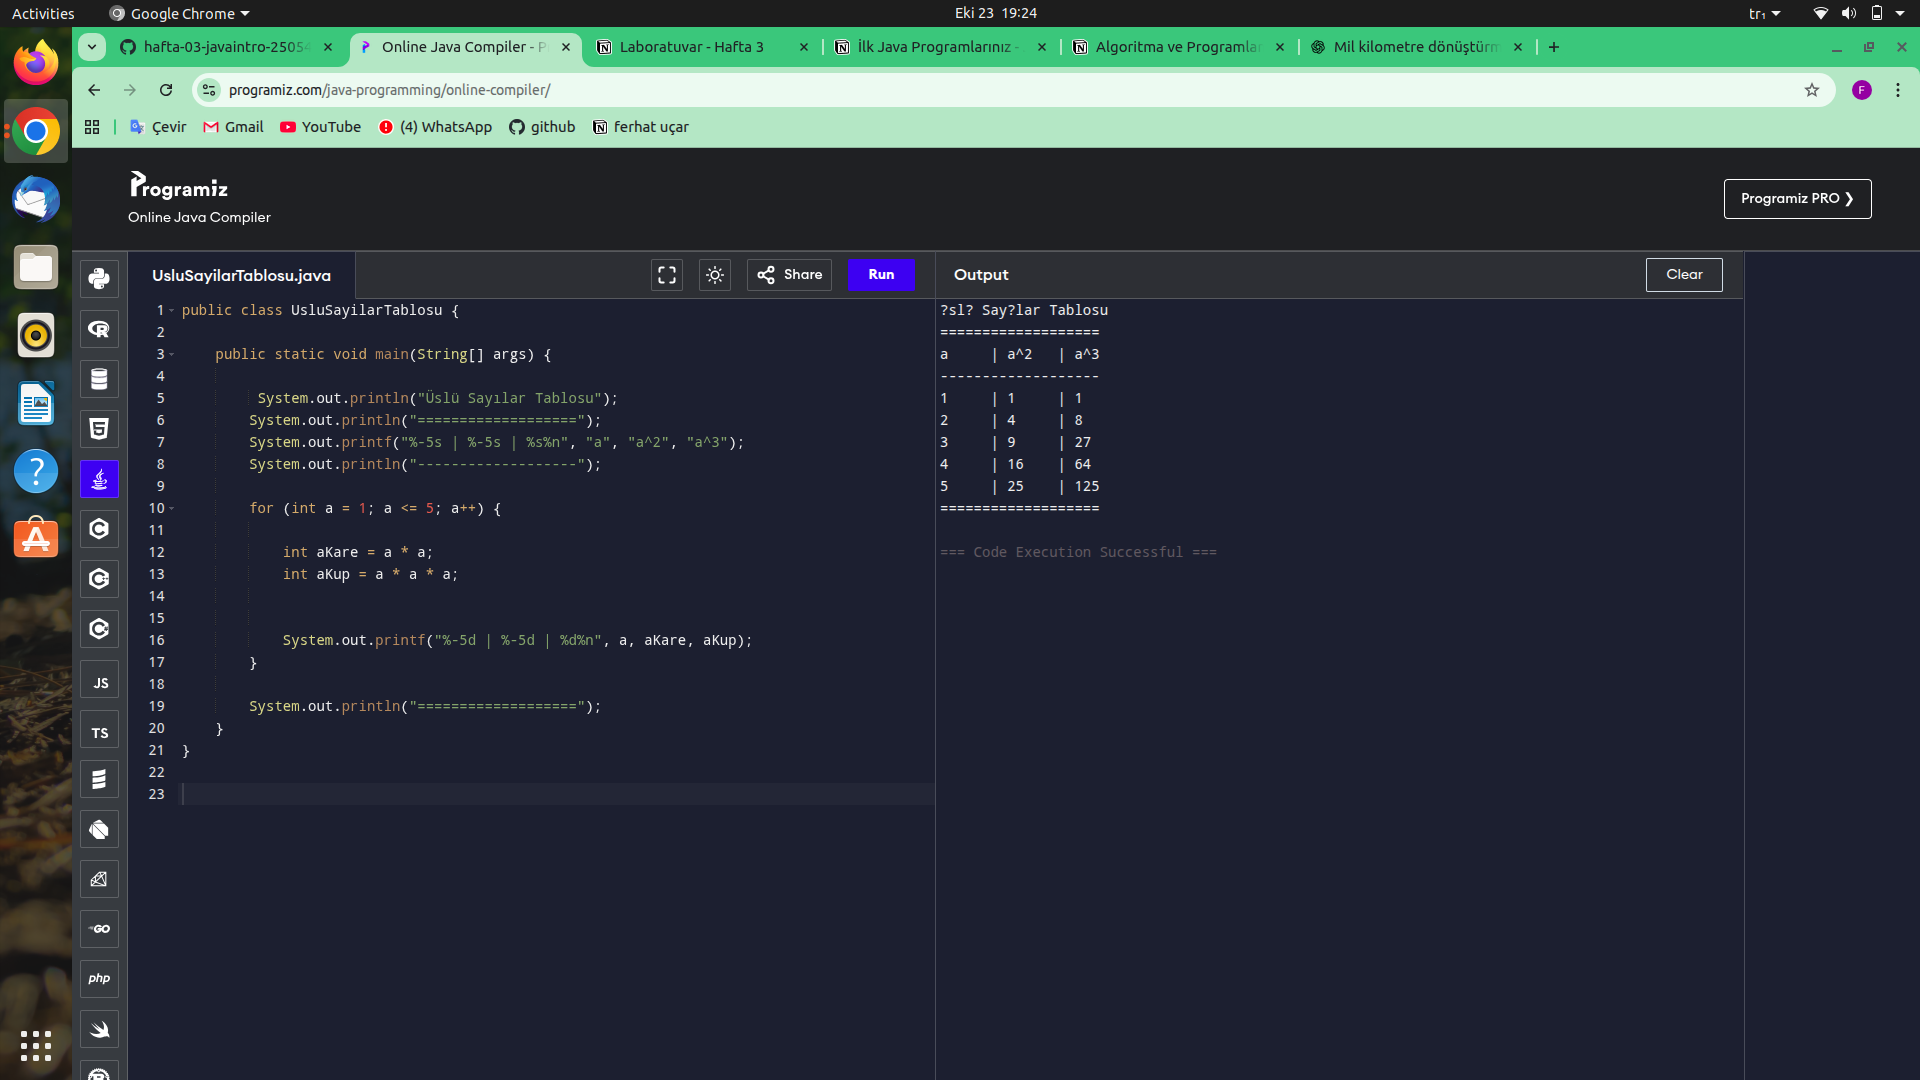 Activities
Google Chrome
Eki 23 19:24
tr₁
hafta-03-javaintro-25054
Online Java Compiler - P
Laboratuvar - Hafta 3
İlk Java Programlarınız -
Algoritma ve Programlar
Mil kilometre dönüştürm
programiz.com/java-programming/online-compiler/
F
Çevir
Gmail
YouTube
(4) WhatsApp
github
ferhat uçar
Programiz
Online Java Compiler
Programiz PRO ❯
UsluSayilarTablosu.java
Share
Run
Output
Clear
1 public class UsluSayilarTablosu {
2
3     public static void main(String[] args) {
4
5          System.out.println("Üslü Sayılar Tablosu");
6         System.out.println("===================");
7         System.out.printf("%-5s | %-5s | %s%n", "a", "a^2", "a^3");
8         System.out.println("-------------------");
9
10         for (int a = 1; a <= 5; a++) {
11
12             int aKare = a * a;
13             int aKup = a * a * a;
14
15
16             System.out.printf("%-5d | %-5d | %d%n", a, aKare, aKup);
17         }
18
19         System.out.println("===================");
20     }
21 }
22
23
?sl? Say?lar Tablosu
===================
a     | a^2   | a^3
-------------------
1     | 1     | 1
2     | 4     | 8
3     | 9     | 27
4     | 16    | 64
5     | 25    | 125
===================
=== Code Execution Successful ===
JS
TS
GO
php